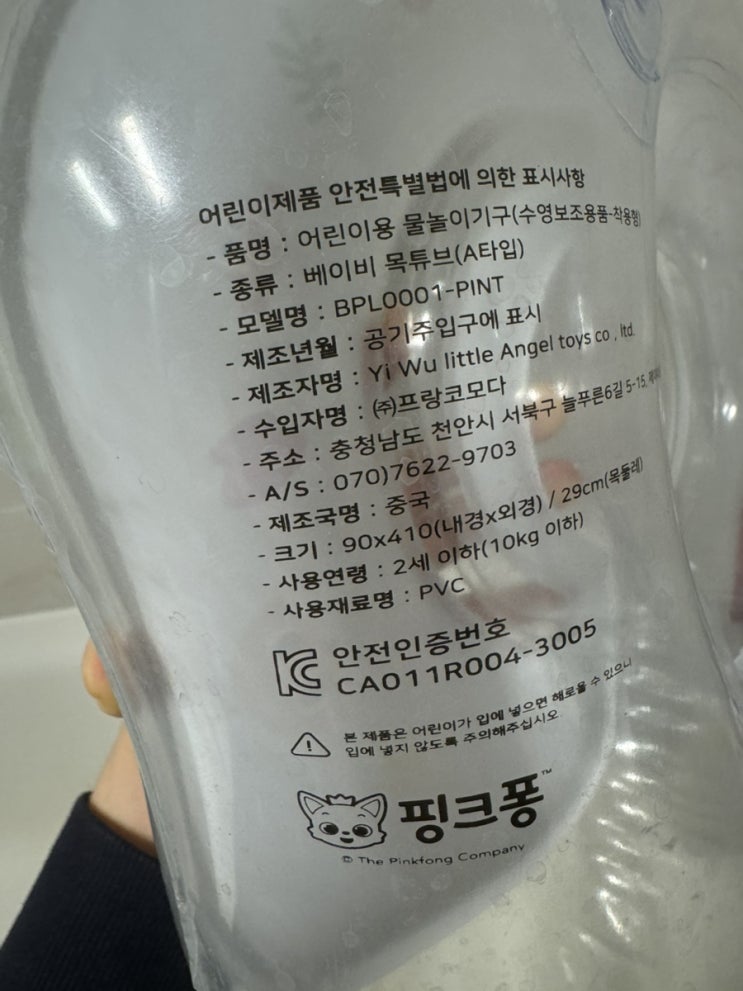 어린이제품 안전특별법에 의한 표시사항
- 품명 : 어린이용 물놀이기구(수영보조용품-착용형)
- 종류 : 베이비 목튜브(A타입)
- 모델명 : BPL0001-PINT
- 제조년월 : 공기주입구에 표시
- 제조자명 : Yi Wu little Angel toys co , ltd.
- 수입자명 : (주)프랑코모다
- 주소 : 충청남도 천안시 서북구 늘푸른6길 5-15,
- A/S : 070)7622-9703
- 제조국명 : 중국
- 크기 : 90x410(내경x외경) / 29cm(목둘레)
- 사용연령 : 2세 이하(10kg 이하)
- 사용재료명 : PVC
안전인증번호
CA011R004-3005
본 제품은 어린이가 입에 넣으면 해로울 수 있으니
입에 넣지 않도록 주의해주십시오
핑크퐁™
© The Pinkfong Company